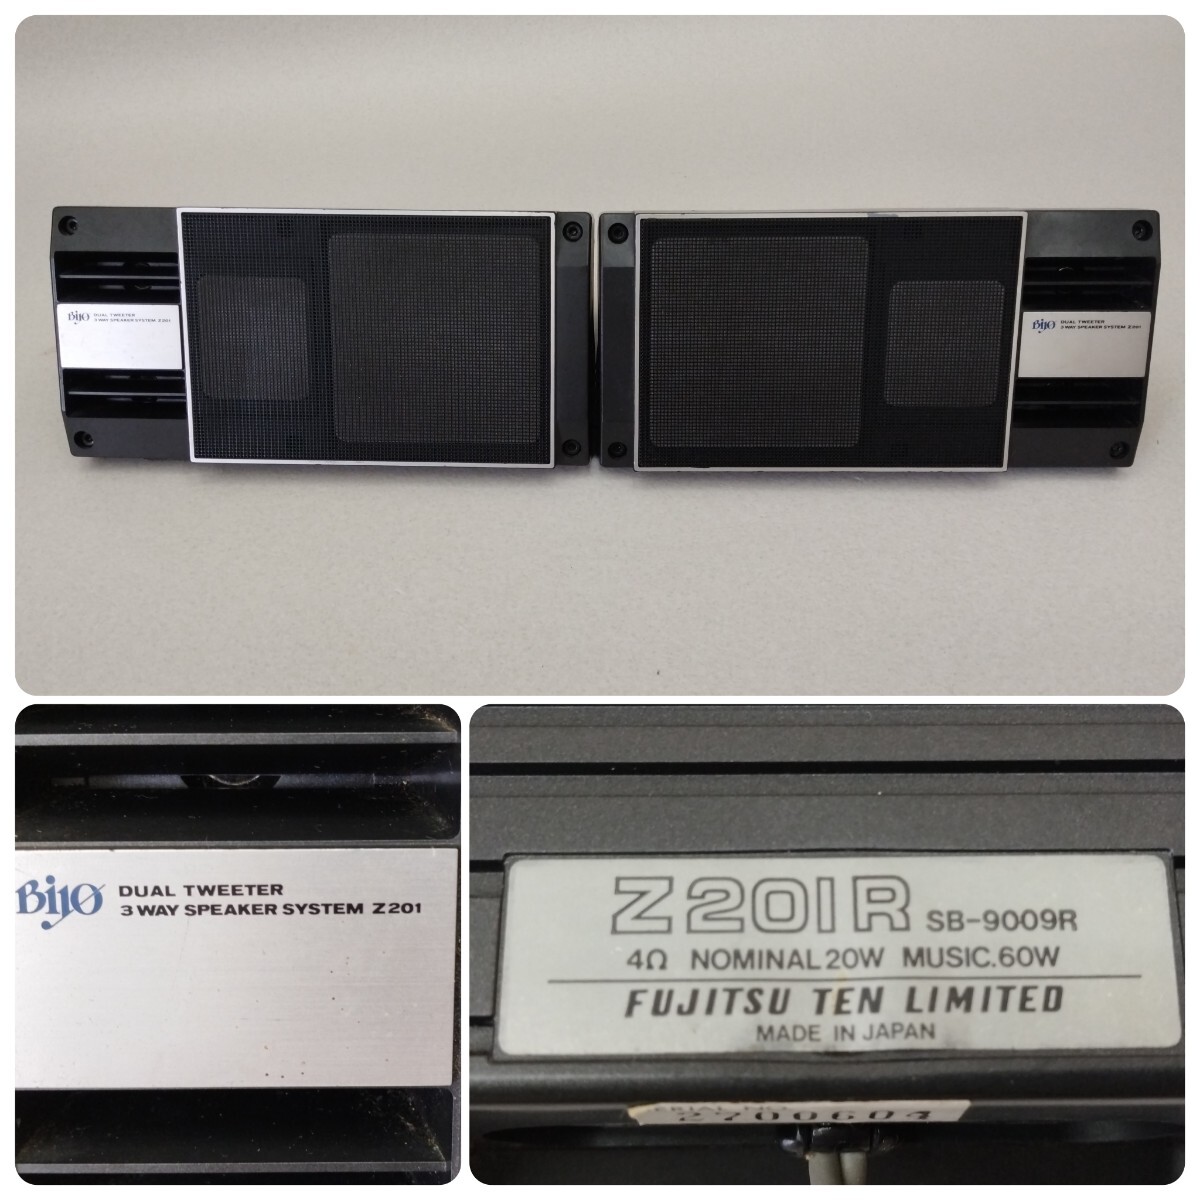 Bijo DUAL TWEETER
3 WAY SPEAKER SYSTEM Z201
Bijo DUAL TWEETER
3 WAY SPEAKER SYSTEM Z201
Bijo DUAL TWEETER
3 WAY SPEAKER SYSTEM Z201
Z201R SB-9009R
4Ω NOMINAL 20W MUSIC.60W
FUJITSU TEN LIMITED
MADE IN JAPAN
2700604